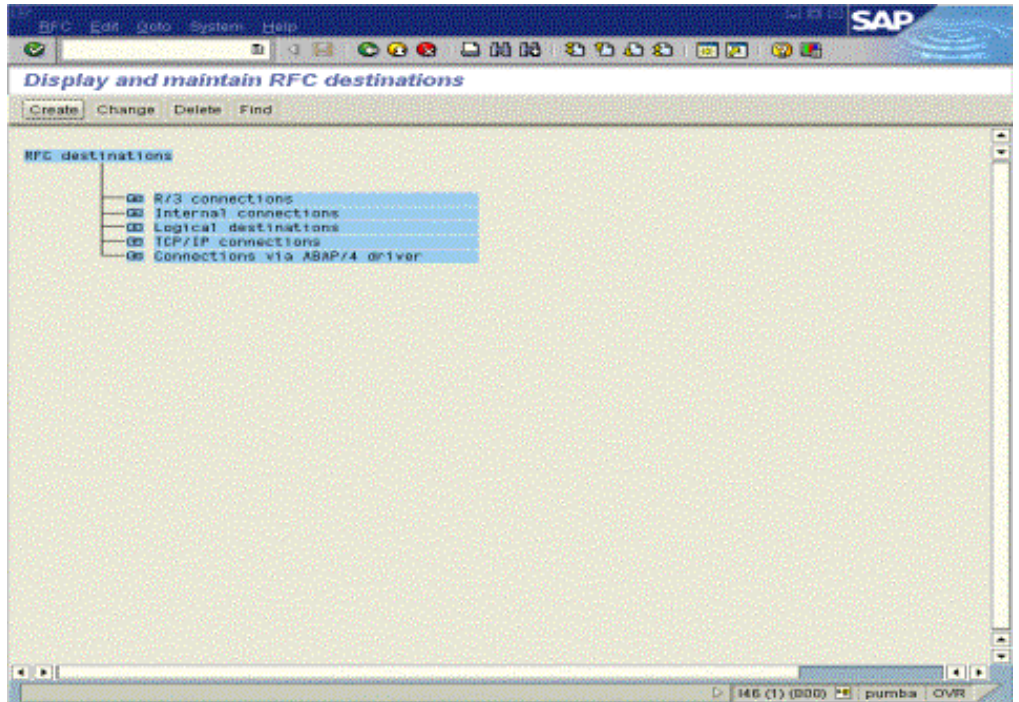 RFC Edit Goto System Help
SAP
Display and maintain RFC destinations
Create Change Delete Find
RFC destinations
R/3 connections
Internal connections
Logical destinations
TCP/IP connections
Connections via ABAP/4 driver
I46 (1) (000) pumba OVR